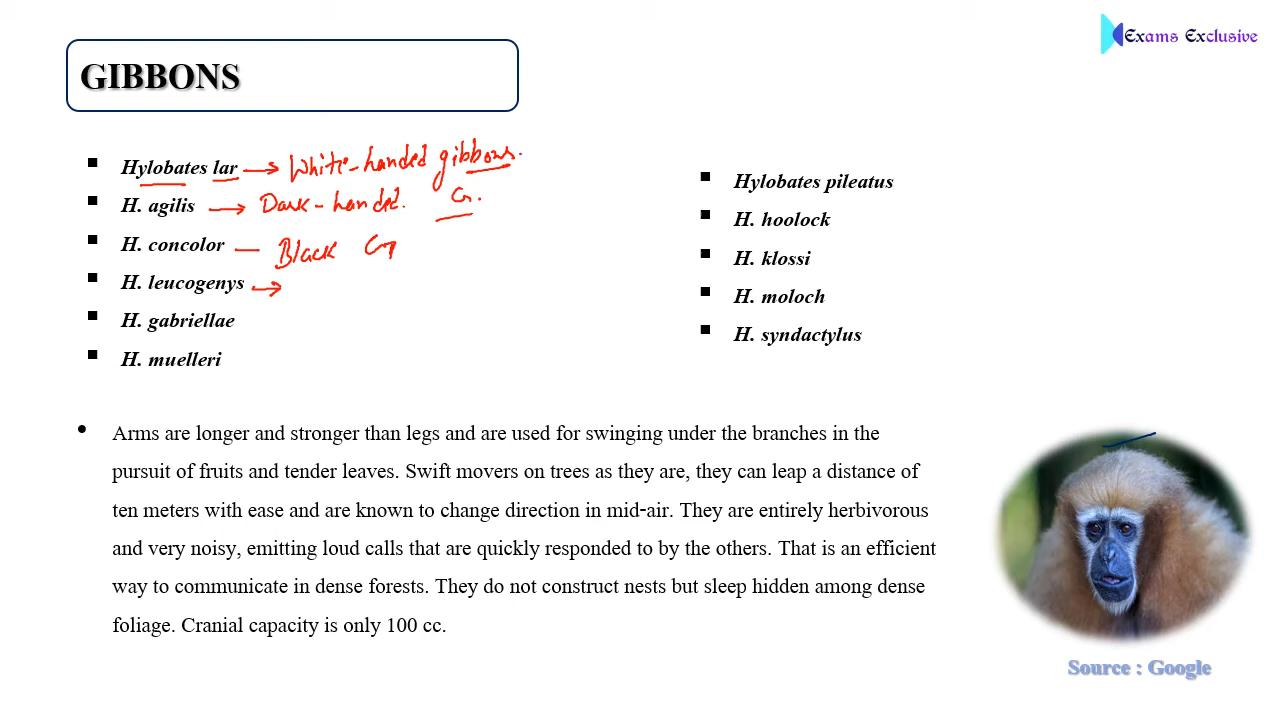 Exams Exclusive
GIBBONS
Hylobates lar → White-handed gibbons.
H. agilis → Dark-handed. G.
H. concolor — Black G
H. leucogenys →
H. gabriellae
H. muelleri
Hylobates pileatus
H. hoolock
H. klossi
H. moloch
H. syndactylus
Arms are longer and stronger than legs and are used for swinging under the branches in the
pursuit of fruits and tender leaves. Swift movers on trees as they are, they can leap a distance of
ten meters with ease and are known to change direction in mid-air. They are entirely herbivorous
and very noisy, emitting loud calls that are quickly responded to by the others. That is an efficient
way to communicate in dense forests. They do not construct nests but sleep hidden among dense
foliage. Cranial capacity is only 100 cc.
Source : Google